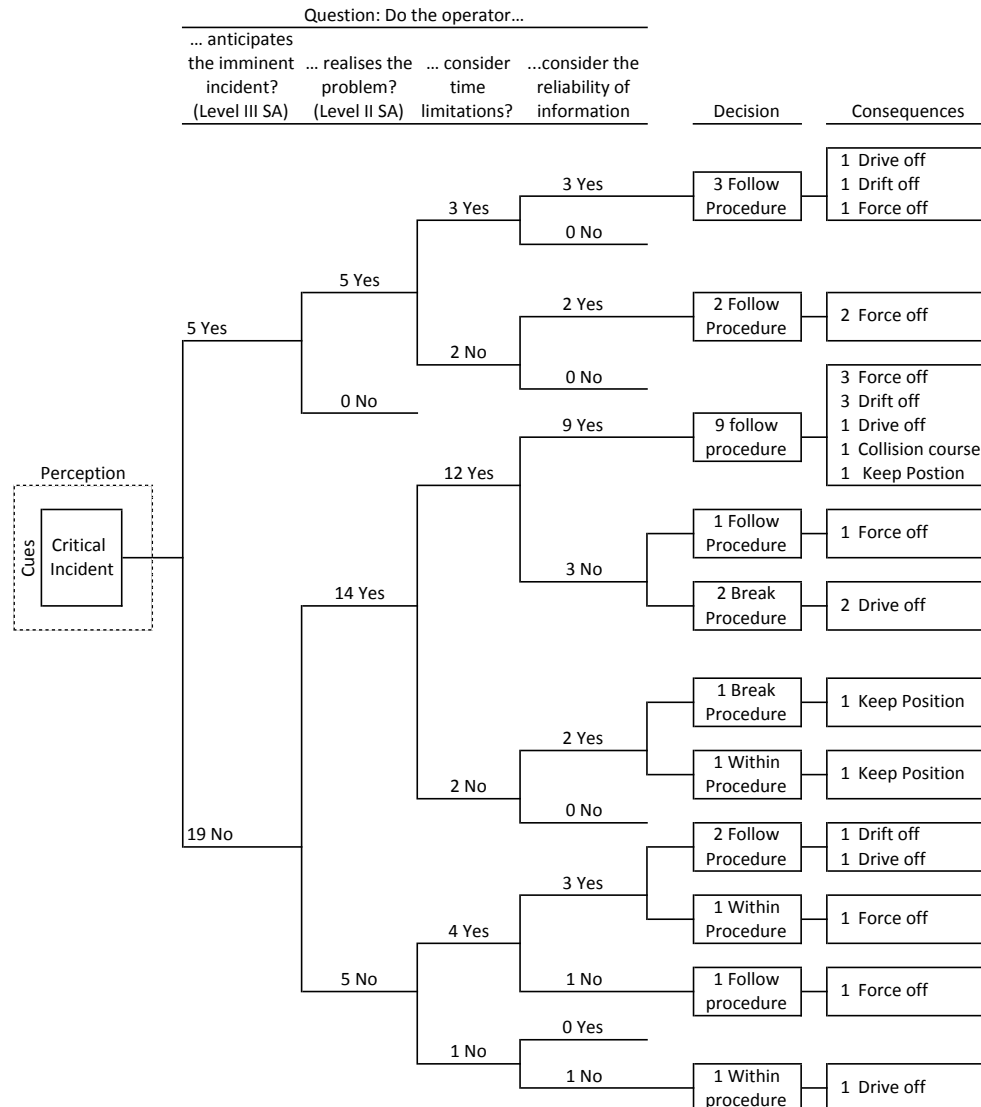 Question: Do the operator…
… anticipates
the imminent
incident?
(Level III SA)
… realises the
problem?
(Level II SA)
… consider
time
limitations?
...consider the
reliability of
information
Decision
Consequences
3 Yes
3 Follow
Procedure
1 Drive off
1 Drift off
1 Force off
3 Yes
0 No
5 Yes
2 Yes
2 Follow
Procedure
2 Force off
5 Yes
2 No
0 No
0 No
9 Yes
9 follow
procedure
3 Force off
3 Drift off
1 Drive off
1 Collision course
1 Keep Postion
Perception
Cues
Critical
Incident
12 Yes
1 Follow
Procedure
1 Force off
3 No
14 Yes
2 Break
Procedure
2 Drive off
1 Break
Procedure
1 Keep Position
2 Yes
1 Within
Procedure
1 Keep Position
2 No
0 No
19 No
2 Follow
Procedure
1 Drift off
1 Drive off
3 Yes
1 Within
Procedure
1 Force off
4 Yes
5 No
1 No
1 Follow
procedure
1 Force off
0 Yes
1 No
1 No
1 Within
procedure
1 Drive off